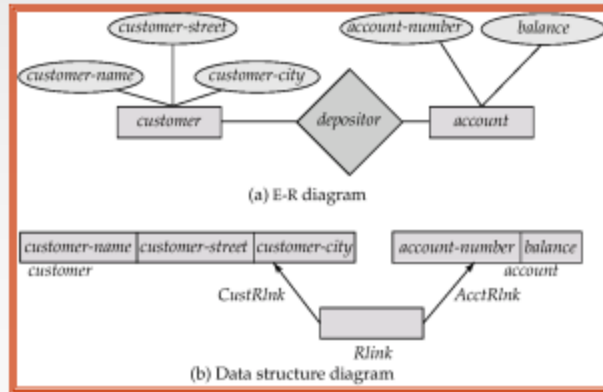 customer-street
account-number
balance
customer-name
customer-city
customer
depositor
account
(a) E-R diagram
customer-name customer-street customer-city
account-number balance
customer
account
CustRlnk
AcctRlnk
Rlink
(b) Data structure diagram